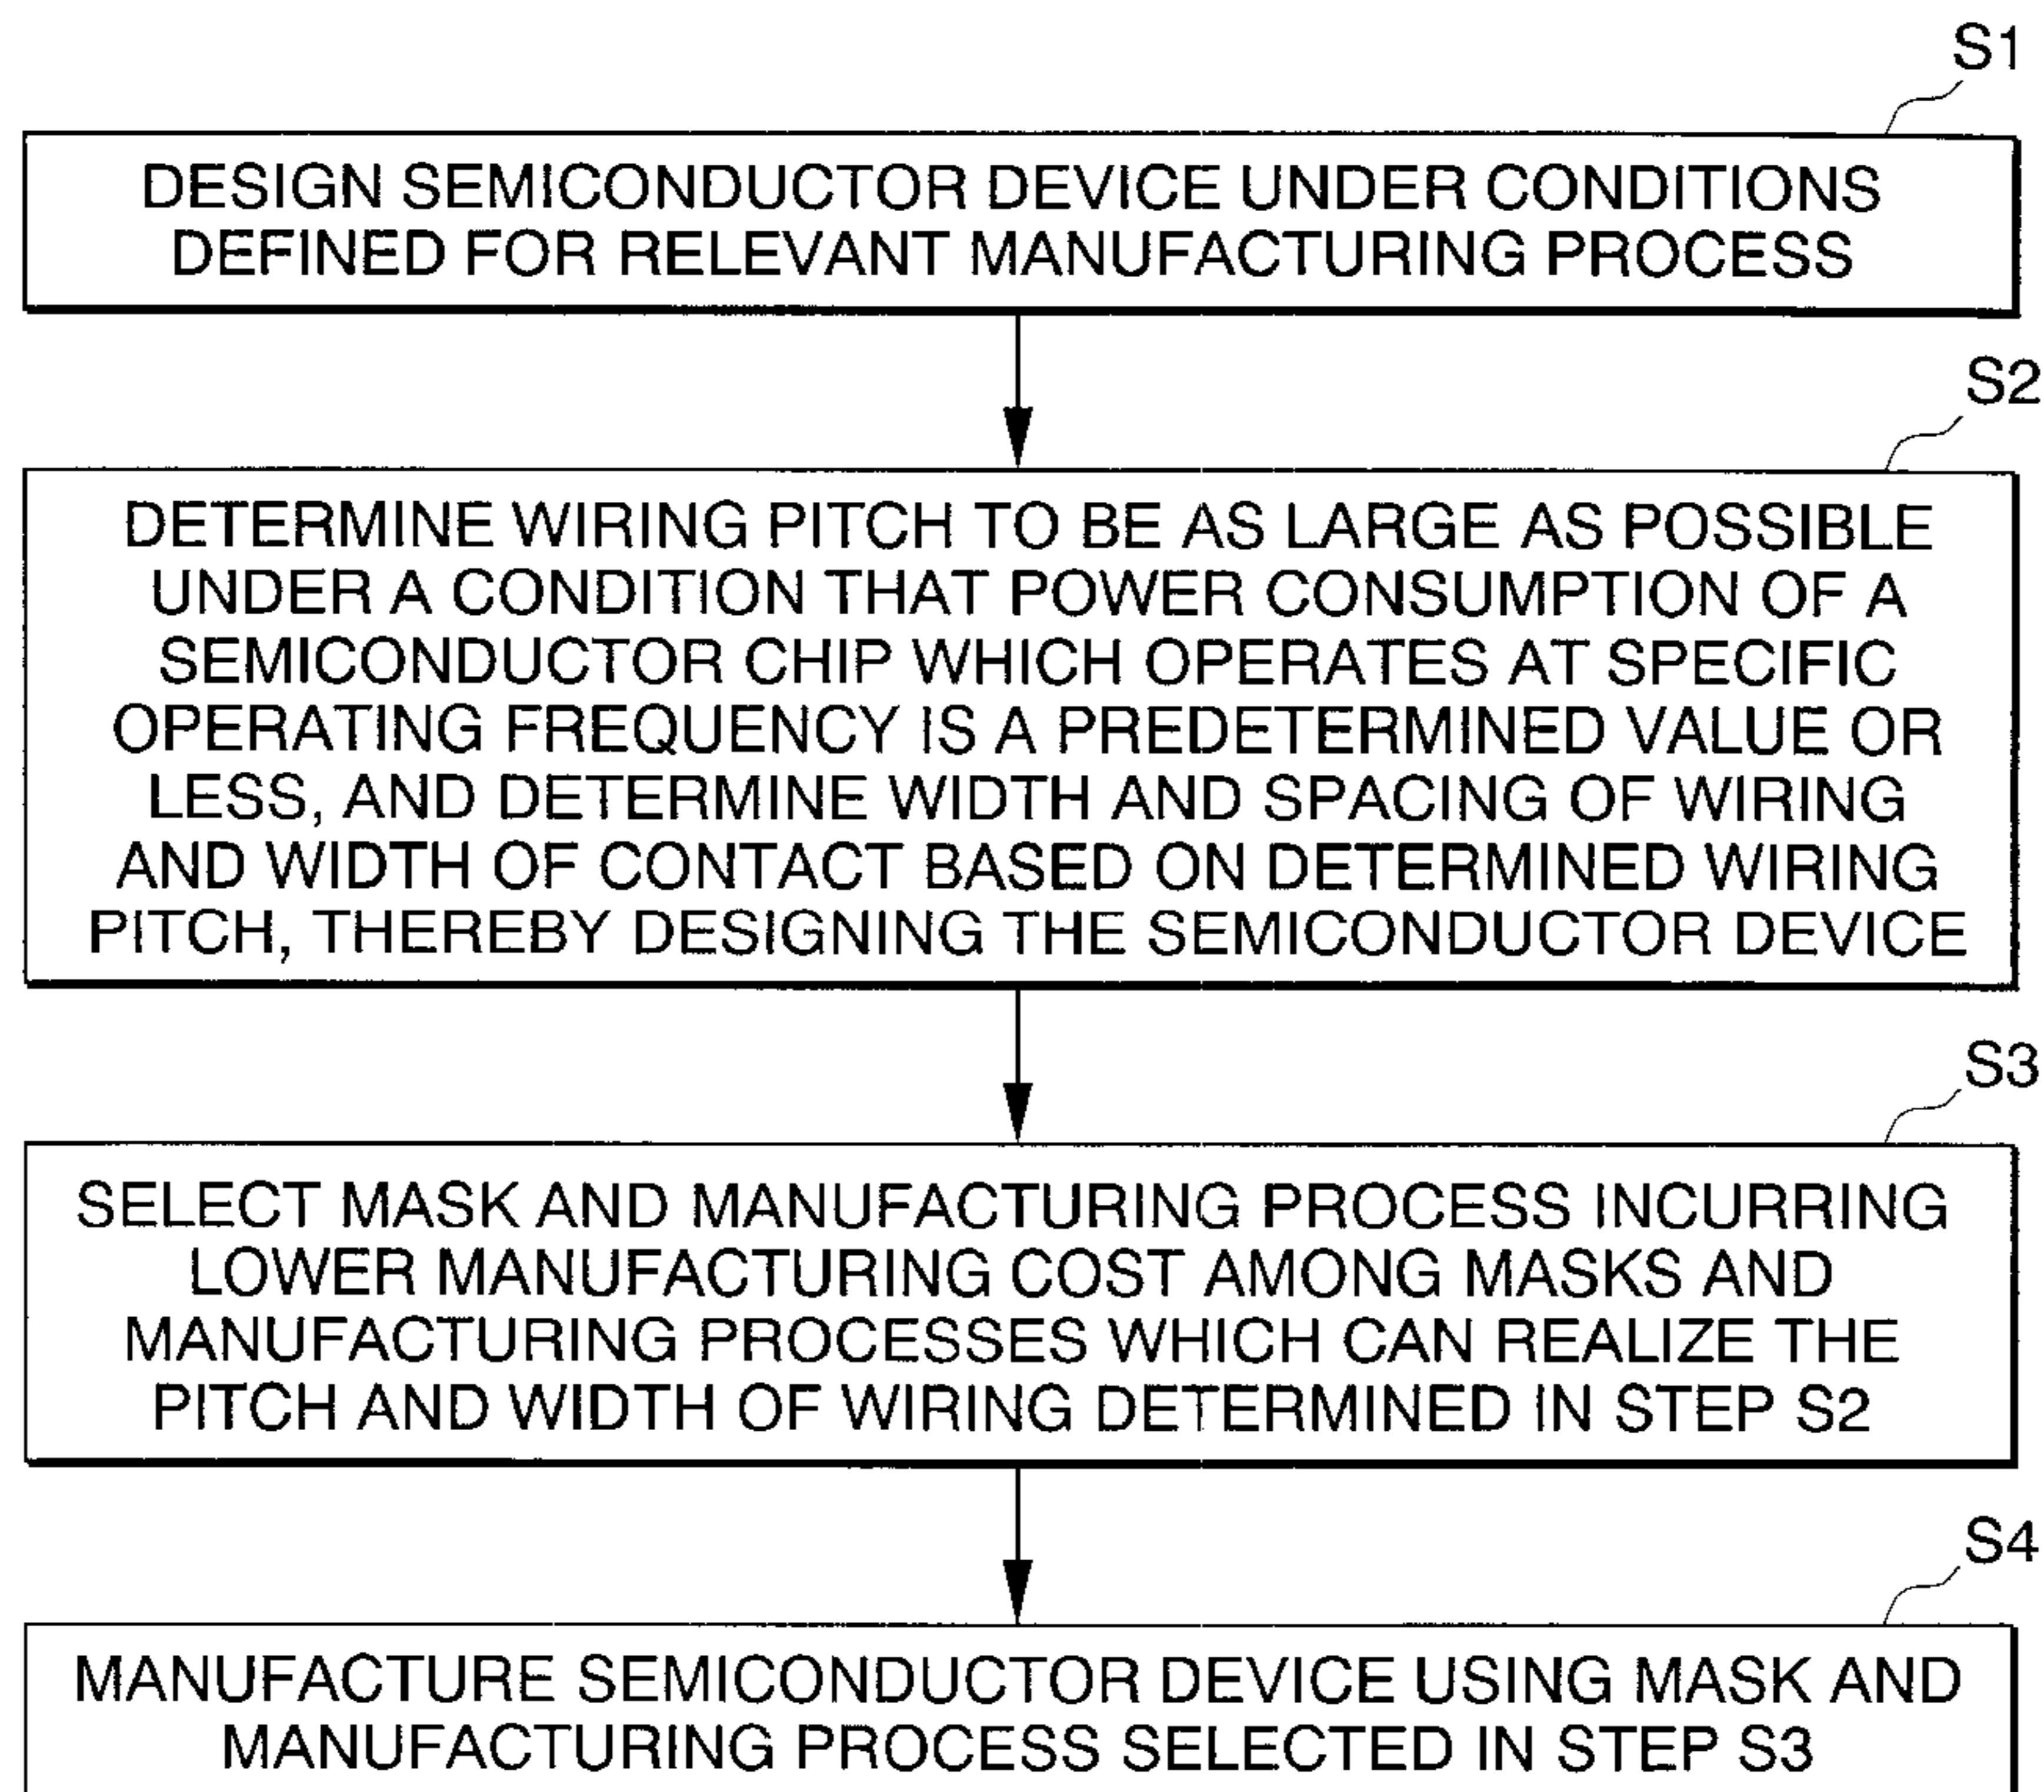 S1
DESIGN SEMICONDUCTOR DEVICE UNDER CONDITIONS
DEFINED FOR RELEVANT MANUFACTURING PROCESS
S2
DETERMINE WIRING PITCH TO BE AS LARGE AS POSSIBLE
UNDER A CONDITION THAT POWER CONSUMPTION OF A
SEMICONDUCTOR CHIP WHICH OPERATES AT SPECIFIC
OPERATING FREQUENCY IS A PREDETERMINED VALUE OR
LESS, AND DETERMINE WIDTH AND SPACING OF WIRING
AND WIDTH OF CONTACT BASED ON DETERMINED WIRING
PITCH, THEREBY DESIGNING THE SEMICONDUCTOR DEVICE
S3
SELECT MASK AND MANUFACTURING PROCESS INCURRING
LOWER MANUFACTURING COST AMONG MASKS AND
MANUFACTURING PROCESSES WHICH CAN REALIZE THE
PITCH AND WIDTH OF WIRING DETERMINED IN STEP S2
S4
MANUFACTURE SEMICONDUCTOR DEVICE USING MASK AND
MANUFACTURING PROCESS SELECTED IN STEP S3